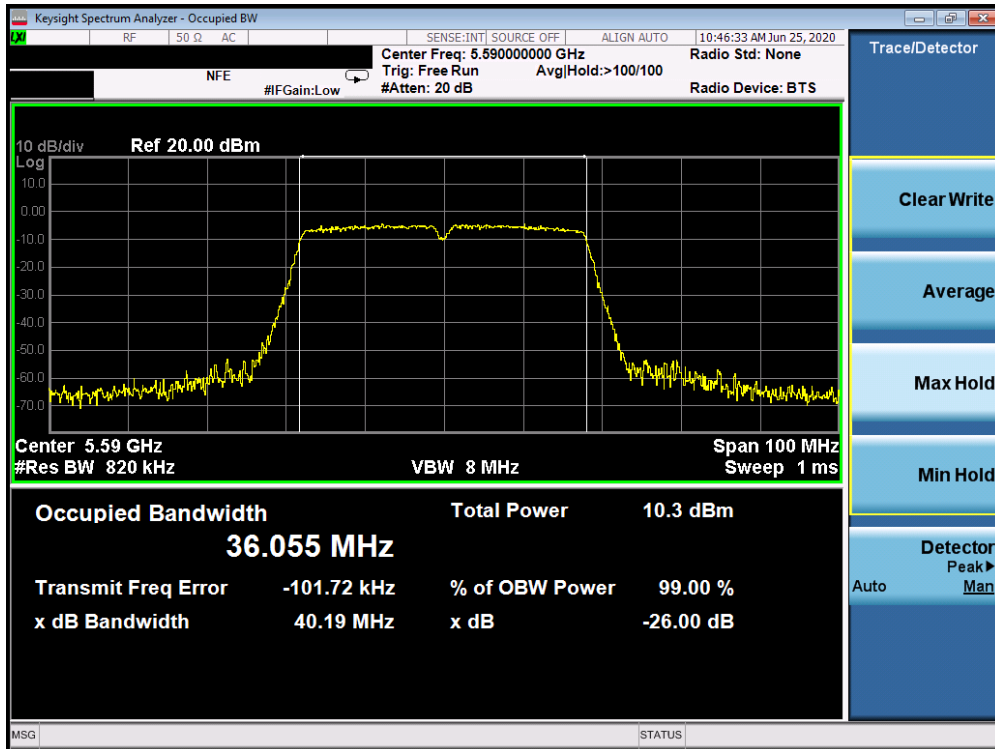 Keysight Spectrum Analyzer - Occupied BW
LXI RF 50 Ω AC SENSE:INT SOURCE OFF ALIGN AUTO 10:46:33 AM Jun 25, 2020
Center Freq: 5.590000000 GHz Radio Std: None
NFE Trig: Free Run Avg|Hold:>100/100
#IFGain:Low #Atten: 20 dB Radio Device: BTS
10 dB/div Ref 20.00 dBm
Log
10.0
0.00
-10.0
-20.0
-30.0
-40.0
-50.0
-60.0
-70.0
Center 5.59 GHz Span 100 MHz
#Res BW 820 kHz VBW 8 MHz Sweep 1 ms
Occupied Bandwidth Total Power 10.3 dBm
36.055 MHz
Transmit Freq Error -101.72 kHz % of OBW Power 99.00 %
x dB Bandwidth 40.19 MHz x dB -26.00 dB
MSG STATUS
Trace/Detector
Clear Write
Average
Max Hold
Min Hold
Detector
Peak▶
Auto Man